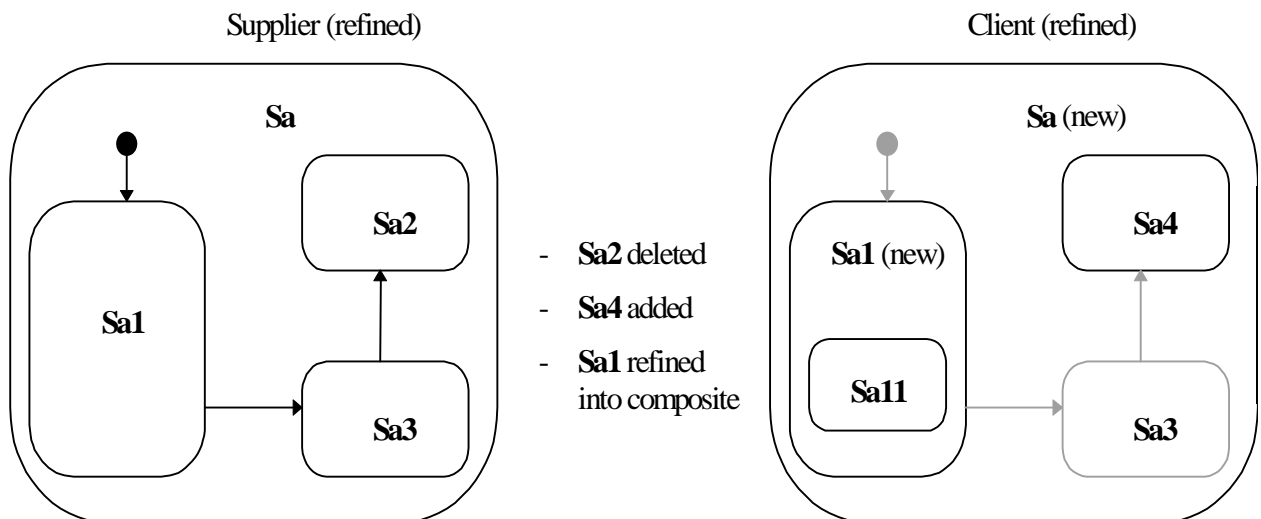 Supplier (refined)
Client (refined)
Sa
Sa1
Sa2
Sa3
- Sa2 deleted
- Sa4 added
- Sa1 refined
into composite
Sa (new)
Sa1 (new)
Sa11
Sa4
Sa3